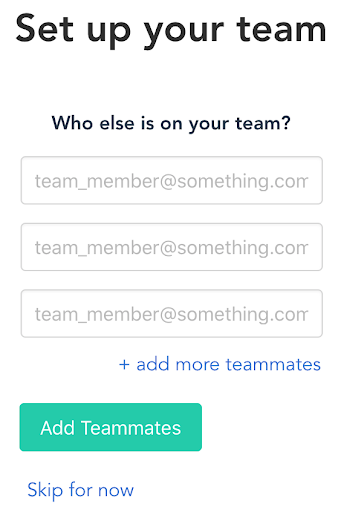 Set up your team
Who else is on your team?
team_member@something.com
team_member@something.com
team_member@something.com
+ add more teammates
Add Teammates
Skip for now